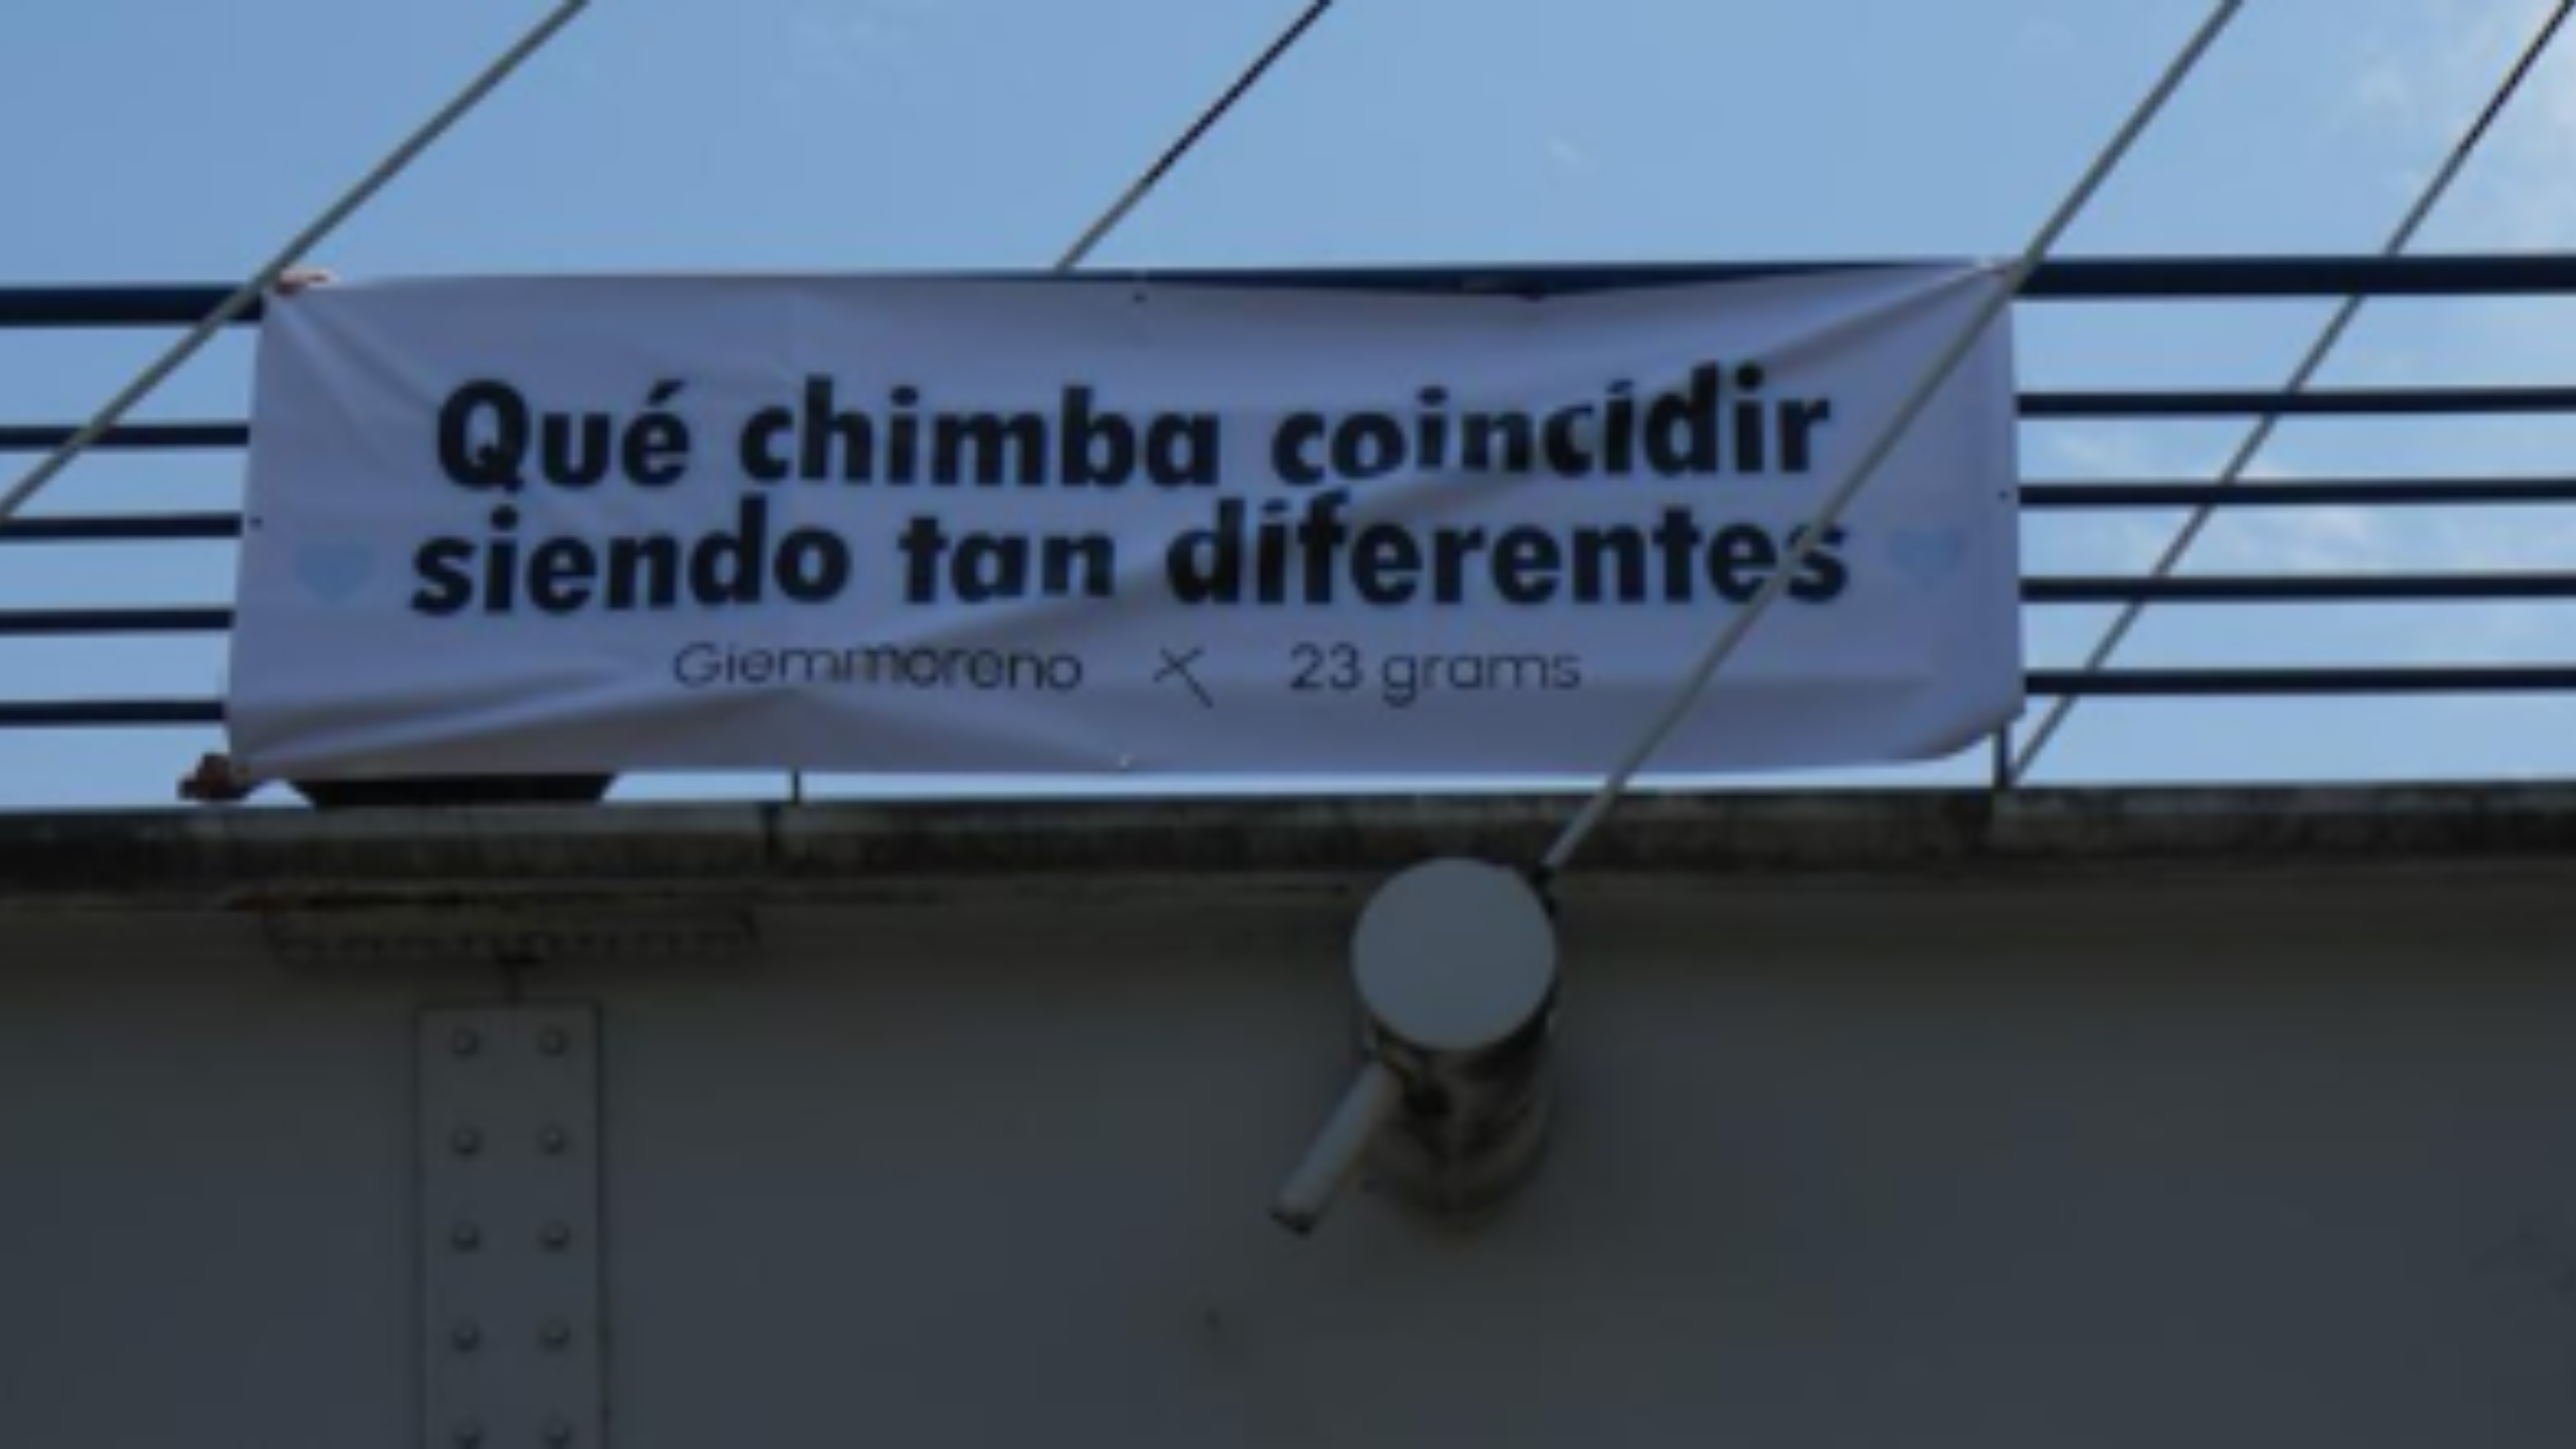 Qué chimba coincidir
siendo tan diferentes
Giemmoreno X 23 grams